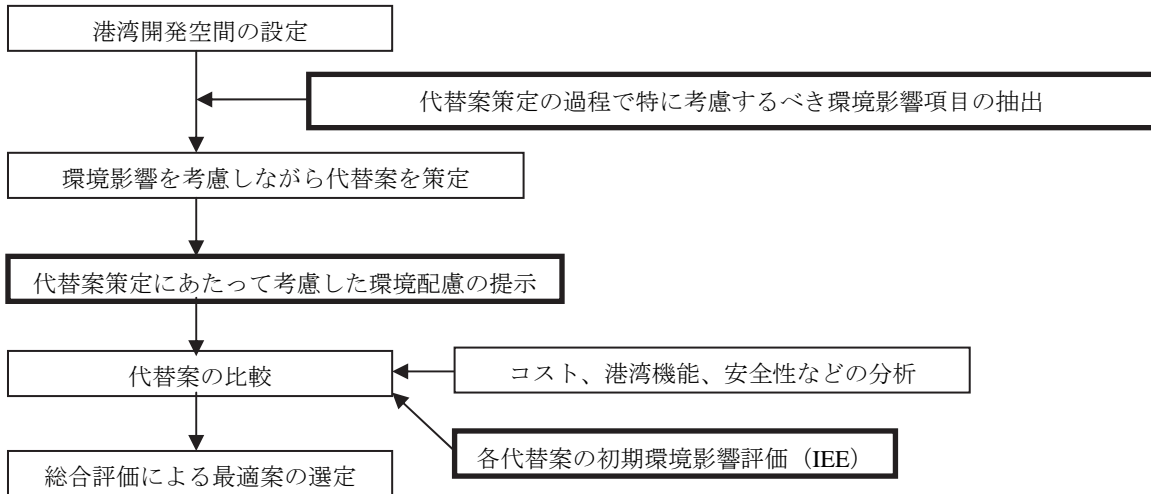 港湾開発空間の設定
代替案策定の過程で特に考慮するべき環境影響項目の抽出
環境影響を考慮しながら代替案を策定
代替案策定にあたって考慮した環境配慮の提示
代替案の比較
コスト、港湾機能、安全性などの分析
各代替案の初期環境影響評価（IEE）
総合評価による最適案の選定